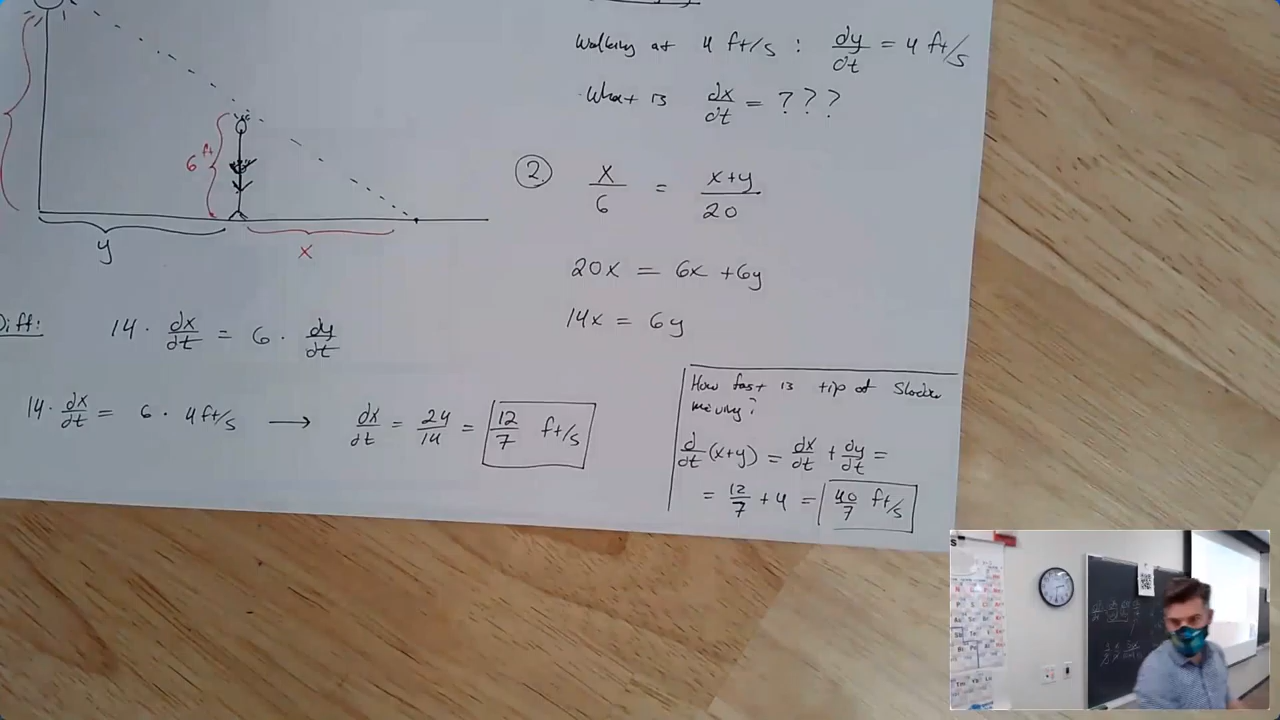 Walking at 4 ft/s : dy/dt = 4 ft/s
What is dx/dt = ???
6 ft
y
x
② x/6 = x+y/20
20x = 6x + 6y
14x = 6y
Diff: 14 · dx/dt = 6 · dy/dt
14 · dx/dt = 6 · 4 ft/s → dx/dt = 24/14 = 12/7 ft/s
How fast is tip of
moving?
d/dt (x+y) = dx/dt + dy/dt =
= 12/7 + 4 = 40/7 ft/s